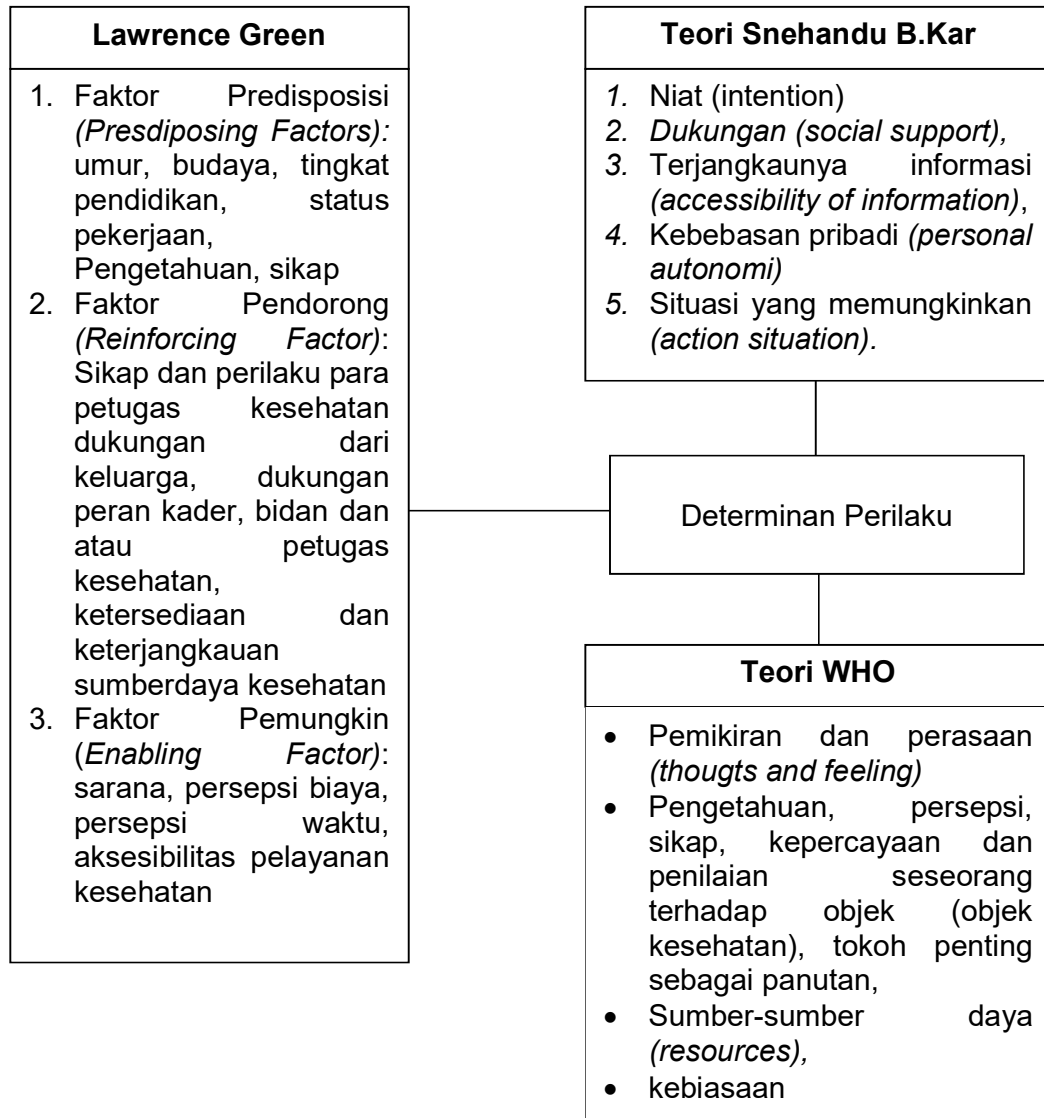 Lawrence Green
1. Faktor Predisposisi
(Presdiposing Factors):
umur, budaya, tingkat
pendidikan, status
pekerjaan,
Pengetahuan, sikap
2. Faktor Pendorong
(Reinforcing Factor):
Sikap dan perilaku para
petugas kesehatan
dukungan dari
keluarga, dukungan
peran kader, bidan dan
atau petugas
kesehatan,
ketersediaan dan
keterjangkauan
sumberdaya kesehatan
3. Faktor Pemungkin
(Enabling Factor):
sarana, persepsi biaya,
persepsi waktu,
aksesibilitas pelayanan
kesehatan
Teori Snehandu B.Kar
1. Niat (intention)
2. Dukungan (social support),
3. Terjangkaunya informasi
(accessibility of information),
4. Kebebasan pribadi (personal
autonomi)
5. Situasi yang memungkinkan
(action situation).
Determinan Perilaku
Teori WHO
• Pemikiran dan perasaan
(thougts and feeling)
• Pengetahuan, persepsi,
sikap, kepercayaan dan
penilaian seseorang
terhadap objek (objek
kesehatan), tokoh penting
sebagai panutan,
• Sumber-sumber daya
(resources),
• kebiasaan